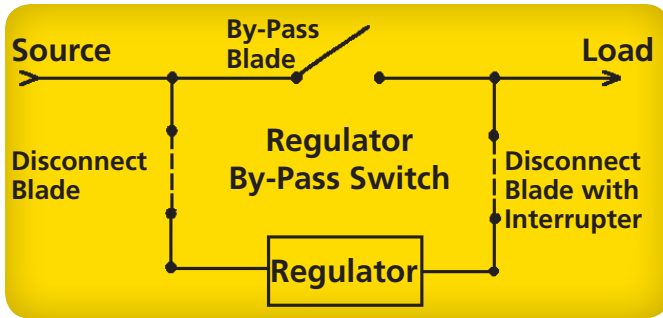 Source
By-Pass
Blade
Load
Regulator
By-Pass Switch
Disconnect
Blade
Disconnect
Blade with
Interrupter
Regulator